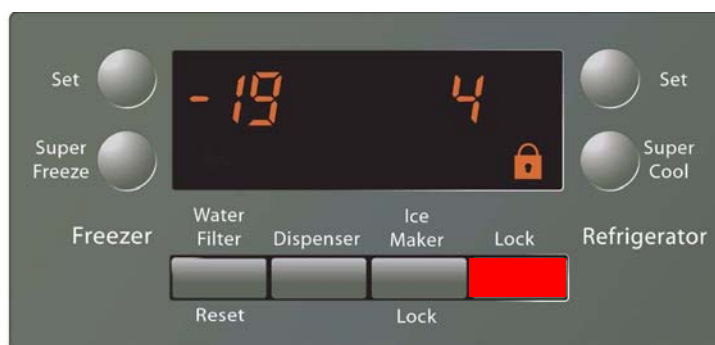 Set
-19
4
Set
Super
Freeze
Super
Cool
Freezer
Water
Filter
Dispenser
Ice
Maker
Lock
Refrigerator
Reset
Lock